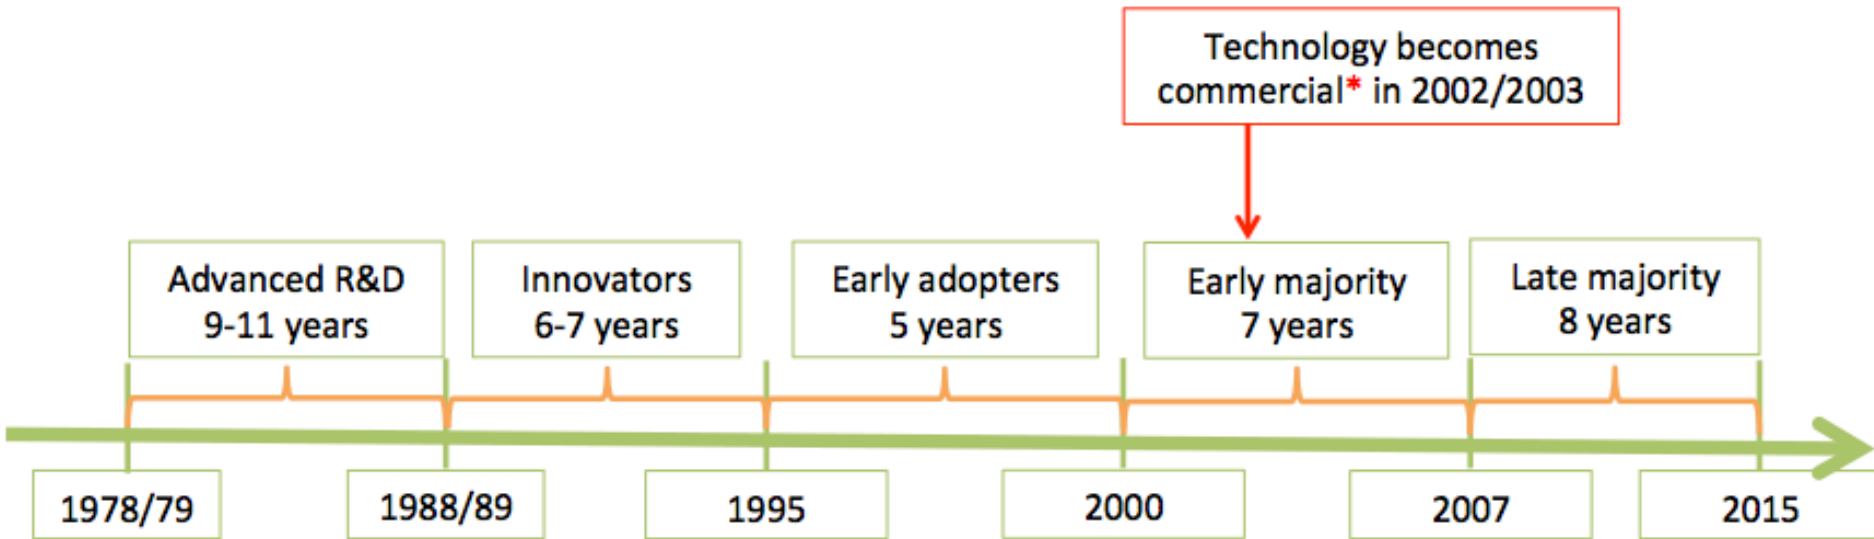 Technology becomes
commercial* in 2002/2003
Advanced R&D
9-11 years
Innovators
6-7 years
Early adopters
5 years
Early majority
7 years
Late majority
8 years
1978/79
1988/89
1995
2000
2007
2015